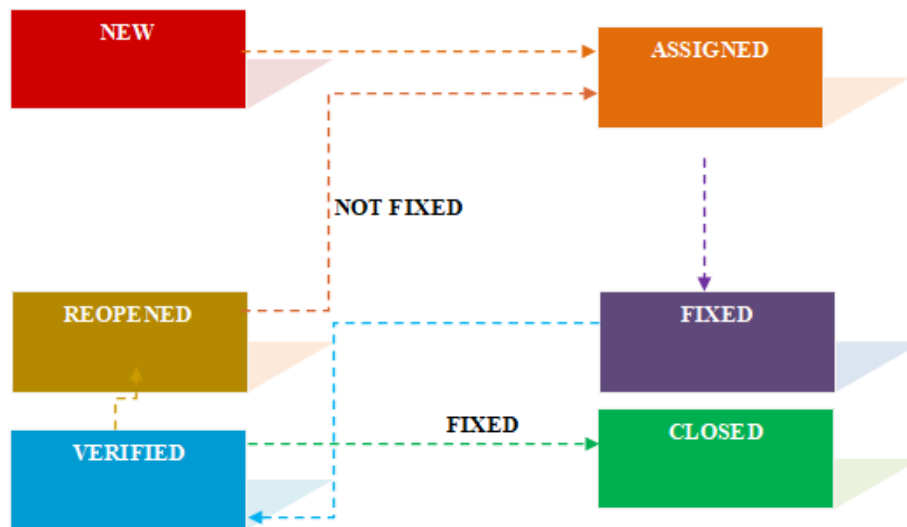 NEW
ASSIGNED
NOT FIXED
REOPENED
FIXED
FIXED
CLOSED
VERIFIED